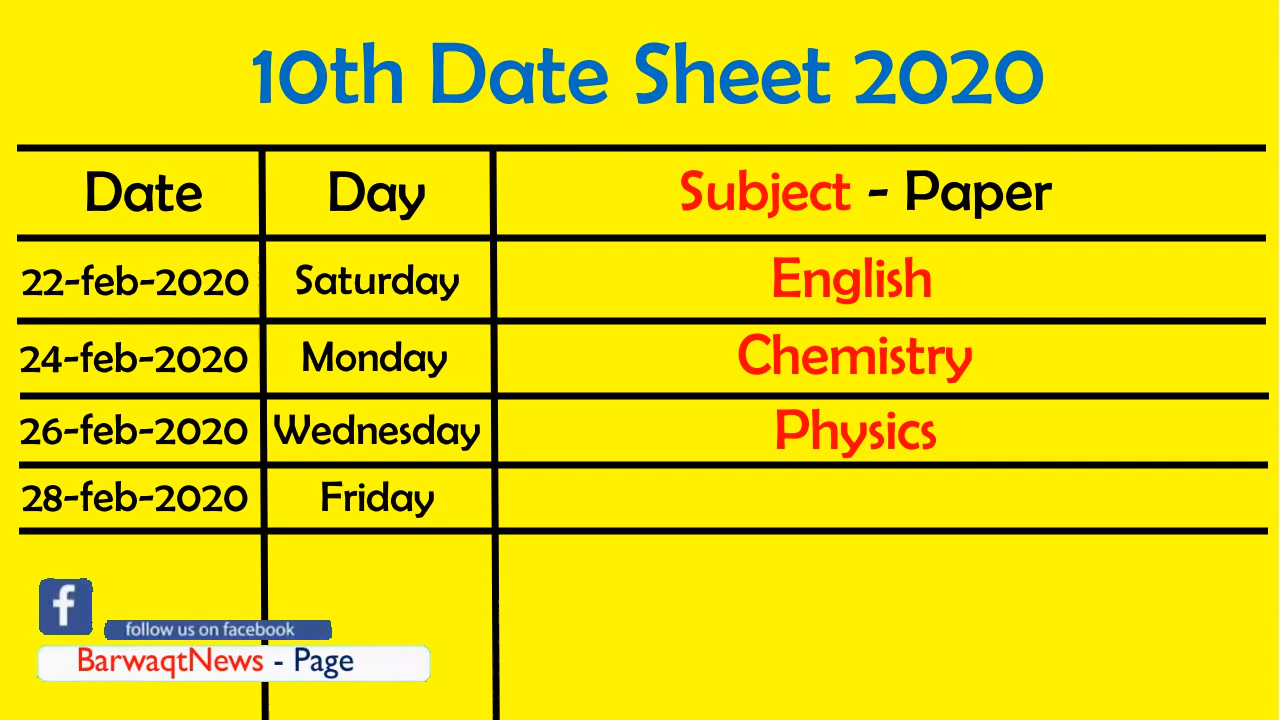 10th Date Sheet 2020
Date Day Subject - Paper
22-feb-2020 Saturday English
24-feb-2020 Monday Chemistry
26-feb-2020 Wednesday Physics
28-feb-2020 Friday
f
follow us on facebook
BarwaqtNews - Page